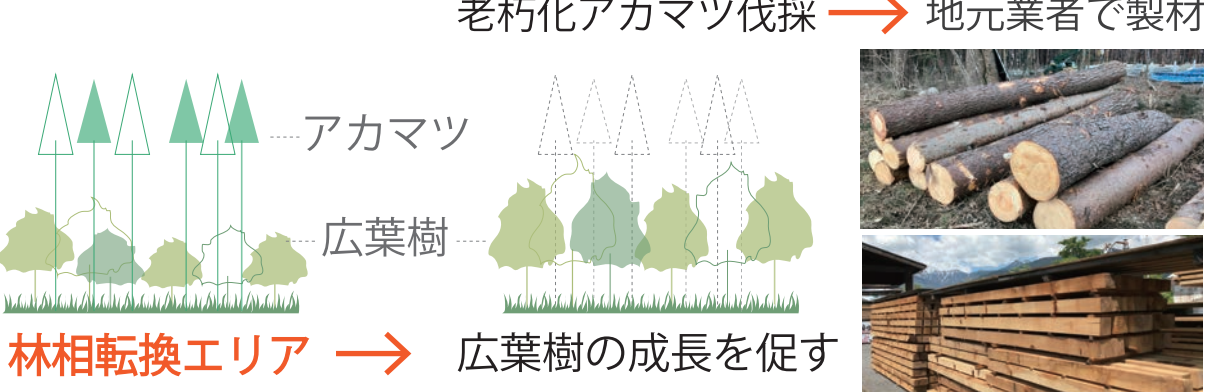 老朽化アカマツ伐採
地元業者で製材
アカマツ
広葉樹
林相転換エリア
広葉樹の成長を促す